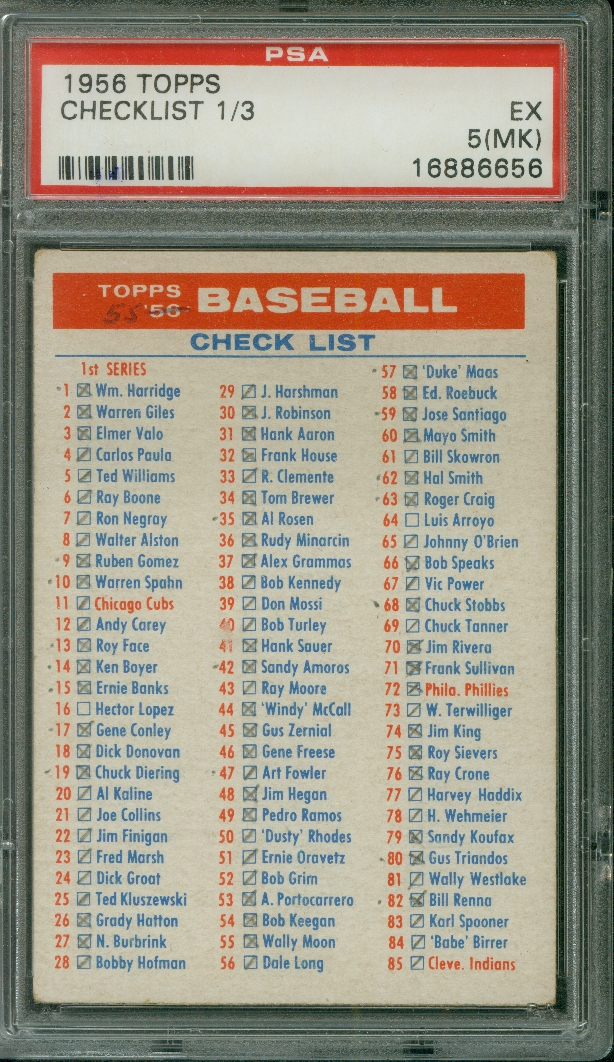 PSA
1956 TOPPS
CHECKLIST 1/3
EX
5(MK)
16886656
TOPPS
55 '56
BASEBALL
CHECK LIST
1st SERIES
1 Wm. Harridge
2 Warren Giles
3 Elmer Valo
4 Carlos Paula
5 Ted Williams
6 Ray Boone
7 Ron Negray
8 Walter Alston
9 Ruben Gomez
10 Warren Spahn
11 Chicago Cubs
12 Andy Carey
13 Roy Face
14 Ken Boyer
15 Ernie Banks
16 Hector Lopez
17 Gene Conley
18 Dick Donovan
19 Chuck Diering
20 Al Kaline
21 Joe Collins
22 Jim Finigan
23 Fred Marsh
24 Dick Groat
25 Ted Kluszewski
26 Grady Hatton
27 N. Burbrink
28 Bobby Hofman
29 J. Harshman
30 J. Robinson
31 Hank Aaron
32 Frank House
33 R. Clemente
34 Tom Brewer
35 Al Rosen
36 Rudy Minarcin
37 Alex Grammas
38 Bob Kennedy
39 Don Mossi
40 Bob Turley
41 Hank Sauer
42 Sandy Amoros
43 Ray Moore
44 'Windy' McCall
45 Gus Zernial
46 Gene Freese
47 Art Fowler
48 Jim Hegan
49 Pedro Ramos
50 'Dusty' Rhodes
51 Ernie Oravetz
52 Bob Grim
53 A. Portocarrero
54 Bob Keegan
55 Wally Moon
56 Dale Long
57 'Duke' Maas
58 Ed. Roebuck
59 Jose Santiago
60 Mayo Smith
61 Bill Skowron
62 Hal Smith
63 Roger Craig
64 Luis Arroyo
65 Johnny O'Brien
66 Bob Speaks
67 Vic Power
68 Chuck Stobbs
69 Chuck Tanner
70 Jim Rivera
71 Frank Sullivan
72 Phila. Phillies
73 W. Terwilliger
74 Jim King
75 Roy Sievers
76 Ray Crone
77 Harvey Haddix
78 H. Wehmeier
79 Sandy Koufax
80 Gus Triandos
81 Wally Westlake
82 Bill Renna
83 Karl Spooner
84 'Babe' Birrer
85 Cleve. Indians